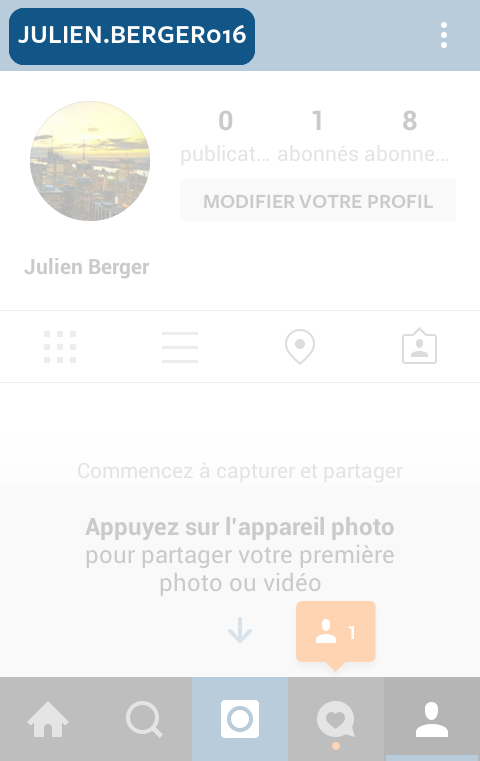 JULIEN.BERGER016
0 1 8
publicat... abonnés abonne...
MODIFIER VOTRE PROFIL
Julien Berger
Commencez à capturer et partager
Appuyez sur l'appareil photo
pour partager votre première
photo ou vidéo
1